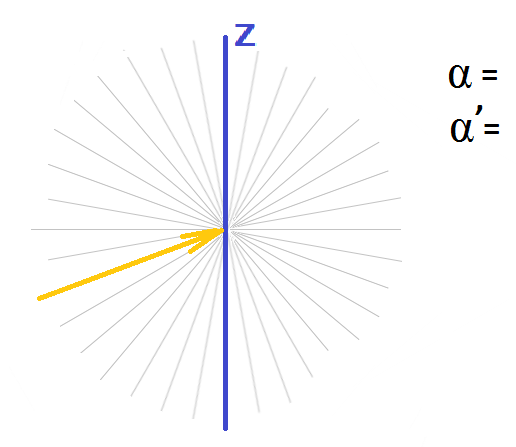 Z
α =
α’=